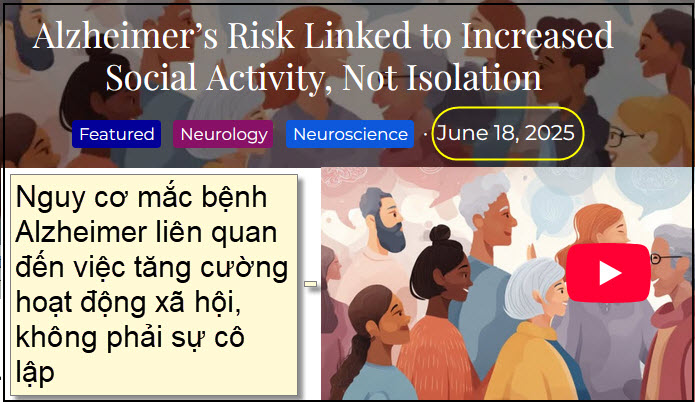 Alzheimer’s Risk Linked to Increased
Social Activity, Not Isolation
Featured Neurology Neuroscience · June 18, 2025
Nguy cơ mắc bệnh
Alzheimer liên quan
đến việc tăng cường
hoạt động xã hội,
không phải sự cô
lập